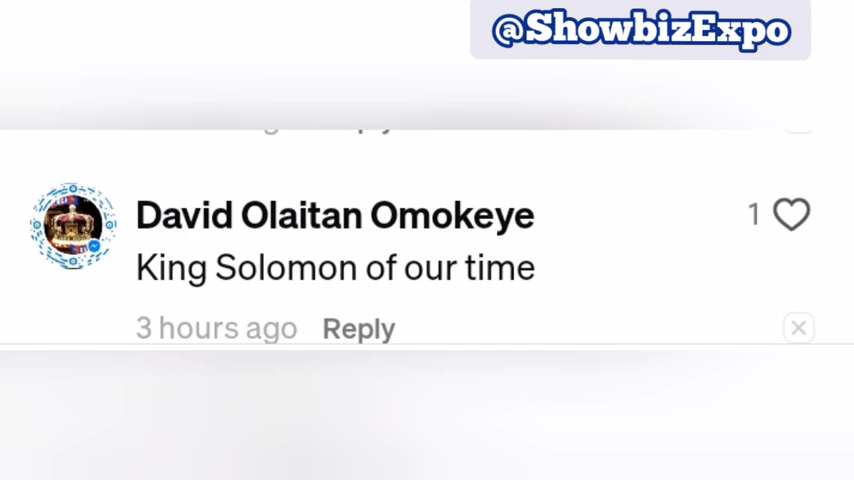 @ShowbizExpo
David Olaitan Omokeye
1
King Solomon of our time
3 hours ago Reply